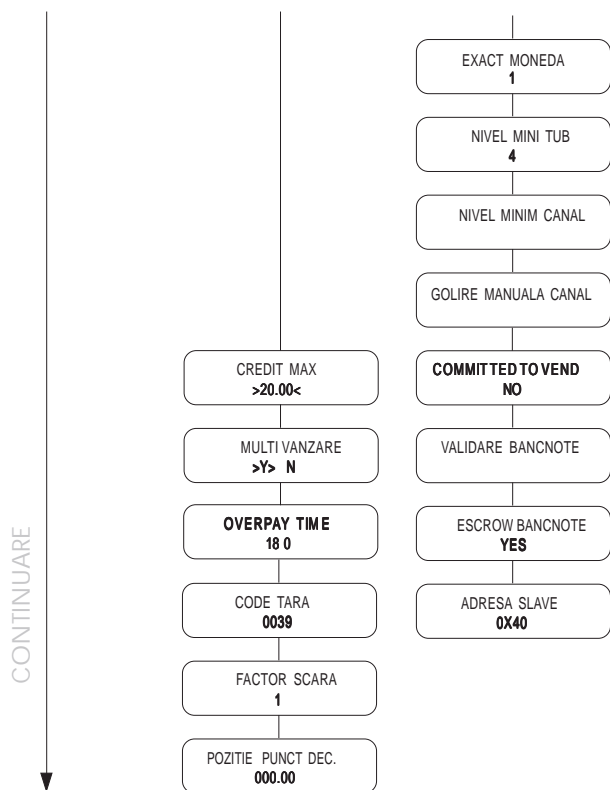 EXACT MONEDA
1
NIVEL MINI TUB
4
NIVEL MINIM CANAL
GOLIRE MANUALA CANAL
COMMITTED TO VEND
NO
VALIDARE BANCNOTE
ESCROW BANCNOTE
YES
ADRESA SLAVE
0X40
CREDIT MAX
>20.00<
MULTI VANZARE
>Y> N
OVERPAY TIME
18 0
CODE TARA
0039
FACTOR SCARA
1
POZITIE PUNCT DEC.
000.00
CONTINUARE